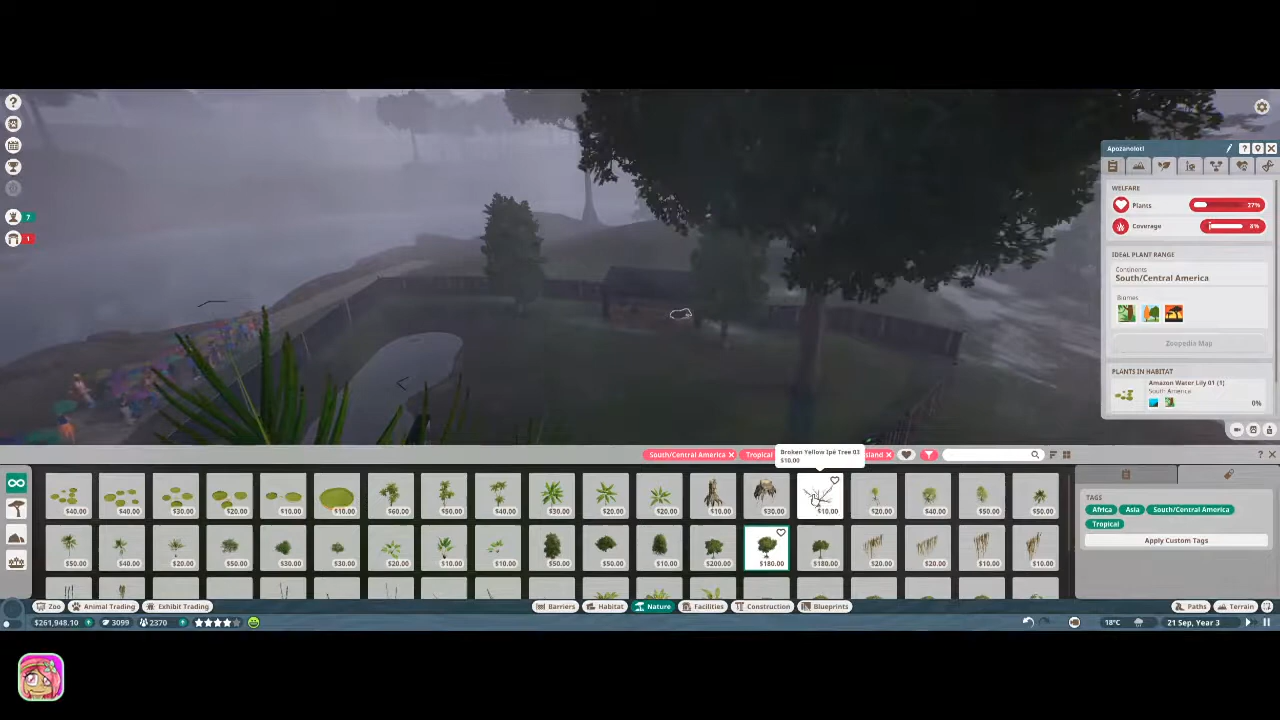 ?
7
1
Apozanolotl
?
WELFARE
Plants
27%
Coverage
8%
IDEAL PLANT RANGE
Continents
South/Central America
Biomes
Zoopedia Map
PLANTS IN HABITAT
Amazon Water Lily 01 (1)
South America
0%
South/Central America
Tropical
land
Broken Yellow Ipê Tree 03
$10.00
?
$40.00 $40.00 $30.00 $20.00 $10.00 $10.00 $60.00 $50.00 $40.00 $30.00 $20.00 $10.00 $10.00 $30.00 $10.00 $20.00 $40.00 $50.00 $50.00
$50.00 $40.00 $20.00 $50.00 $30.00 $30.00 $20.00 $10.00 $10.00 $50.00 $50.00 $10.00 $200.00 $180.00 $180.00 $20.00 $20.00 $10.00 $10.00
TAGS
Africa Asia South/Central America
Tropical
Apply Custom Tags
Zoo Animal Trading Exhibit Trading Barriers Habitat Nature Facilities Construction Blueprints Paths Terrain
$261,948.10 3099 2370 18°C 21 Sep, Year 3